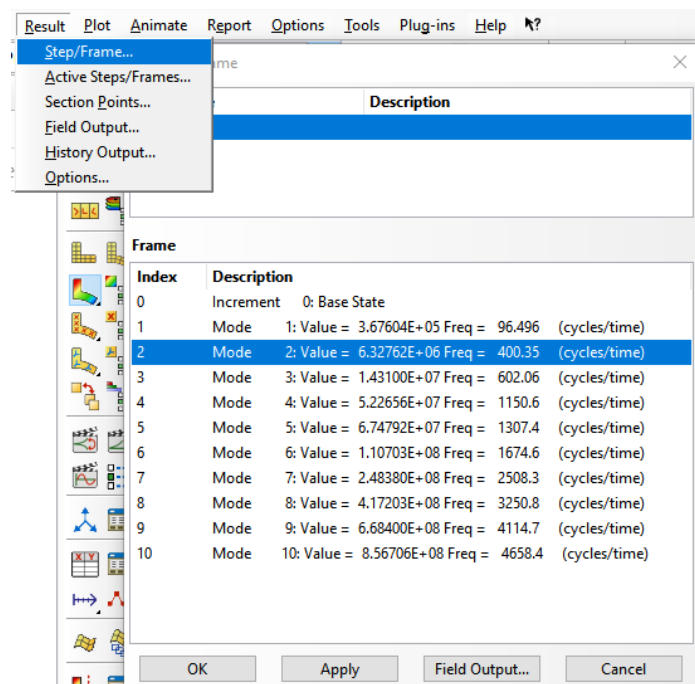 Result Plot Animate Report Options Tools Plug-ins Help ?
Step/Frame...
Active Steps/Frames...
Section Points...
Field Output...
History Output...
Options...
Description
Frame
Index Description
0 Increment 0: Base State
1 Mode 1: Value = 3.67604E+05 Freq = 96.496 (cycles/time)
2 Mode 2: Value = 6.32762E+06 Freq = 400.35 (cycles/time)
3 Mode 3: Value = 1.43100E+07 Freq = 602.06 (cycles/time)
4 Mode 4: Value = 5.22656E+07 Freq = 1150.6 (cycles/time)
5 Mode 5: Value = 6.74792E+07 Freq = 1307.4 (cycles/time)
6 Mode 6: Value = 1.10703E+08 Freq = 1674.6 (cycles/time)
7 Mode 7: Value = 2.48380E+08 Freq = 2508.3 (cycles/time)
8 Mode 8: Value = 4.17203E+08 Freq = 3250.8 (cycles/time)
9 Mode 9: Value = 6.68400E+08 Freq = 4114.7 (cycles/time)
10 Mode 10: Value = 8.56706E+08 Freq = 4658.4 (cycles/time)
OK Apply Field Output... Cancel